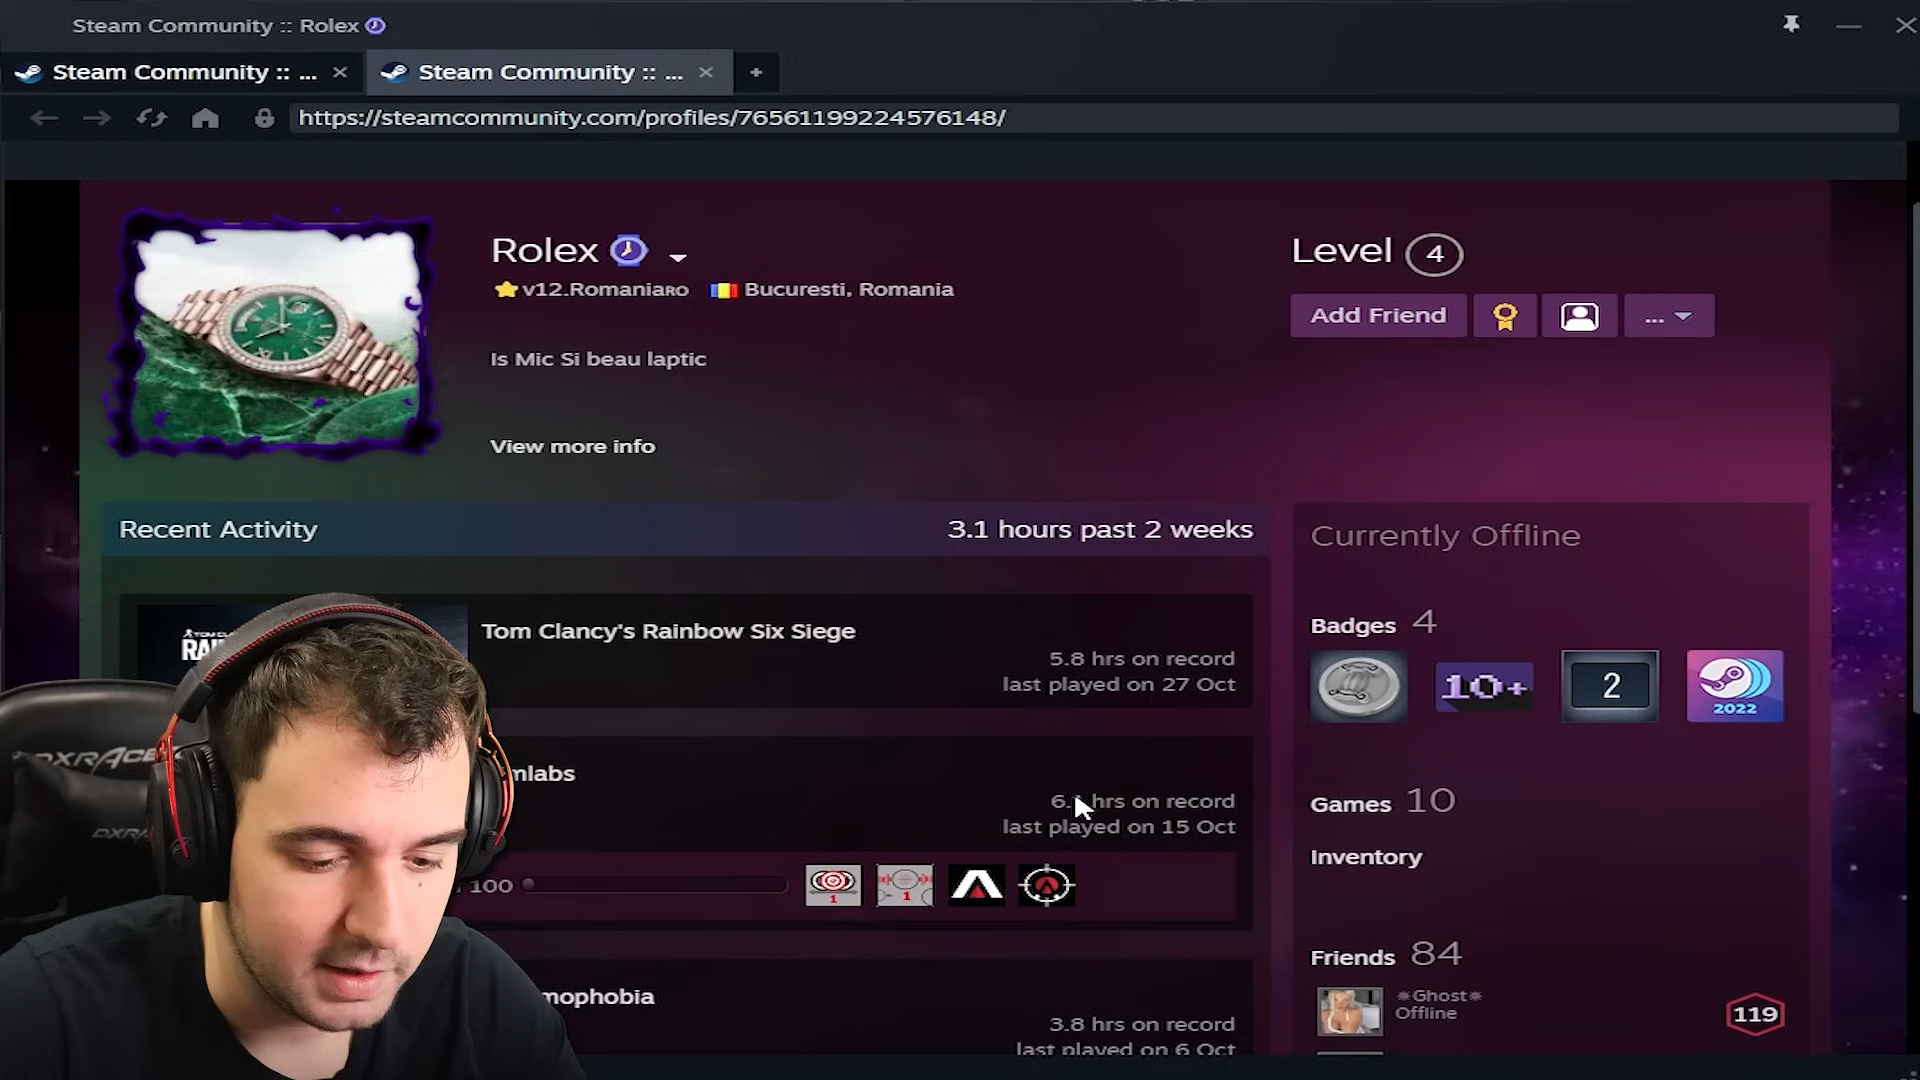 Steam Community :: Rolex
Steam Community :: ...
Steam Community :: ...
https://steamcommunity.com/profiles/76561199224576148/
Rolex
v12.Romaniaro
Bucuresti, Romania
Is Mic Si beau laptic
View more info
Level 4
Add Friend
...
Recent Activity
3.1 hours past 2 weeks
Tom Clancy's Rainbow Six Siege
5.8 hrs on record
last played on 27 Oct
mlabs
hrs on record
last played on 15 Oct
100
1
1
mophobia
3.8 hrs on record
last played on 6 Oct
Currently Offline
Badges 4
10+
2
2022
Games 10
Inventory
Friends 84
*Ghost*
Offline
119